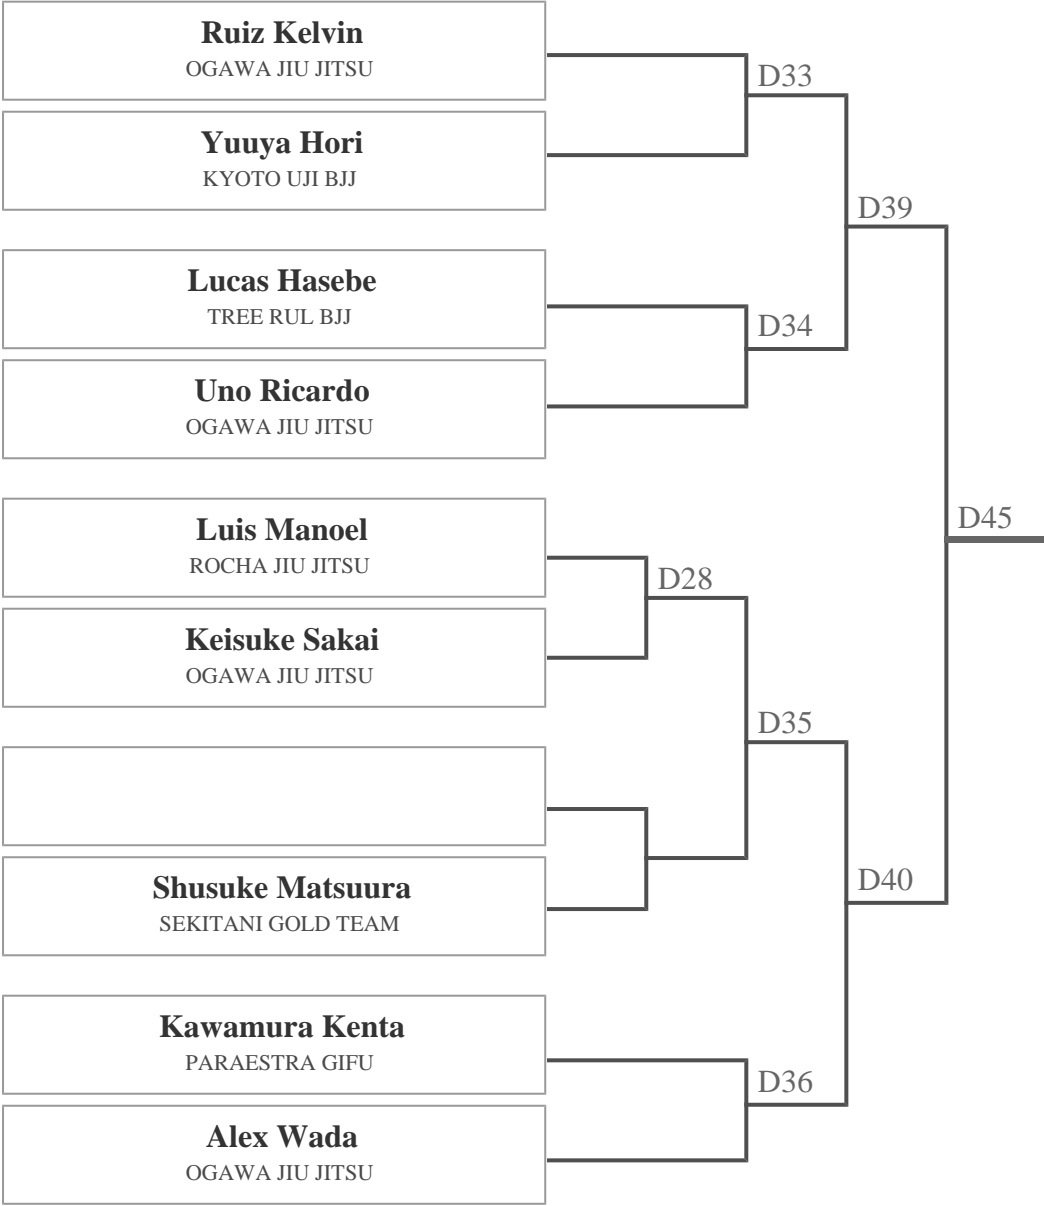 Ruiz Kelvin
OGAWA JIU JITSU
D33
Yuuya Hori
KYOTO UJI BJJ
D39
Lucas Hasebe
TREE RUL BJJ
D34
Uno Ricardo
OGAWA JIU JITSU
D45
Luis Manoel
ROCHA JIU JITSU
D28
Keisuke Sakai
OGAWA JIU JITSU
D35
Shusuke Matsuura
SEKITANI GOLD TEAM
D40
Kawamura Kenta
PARAESTRA GIFU
D36
Alex Wada
OGAWA JIU JITSU